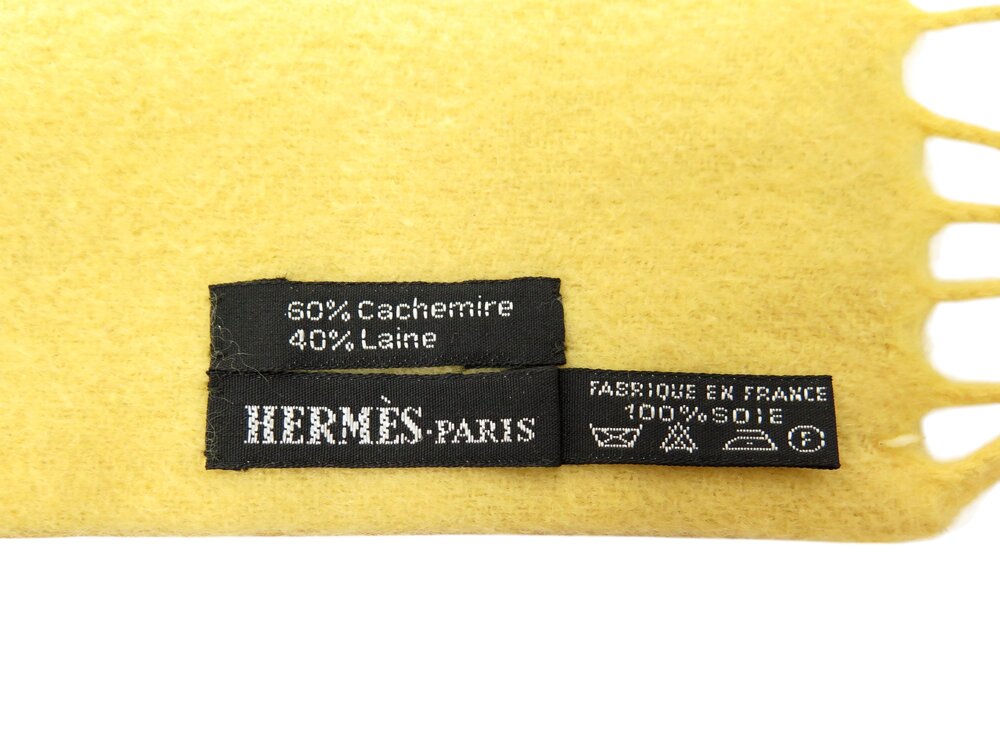 60% Cachemire
40% Laine
HERMÈS·PARIS
FABRIQUE EN FRANCE
100% SOIE
F